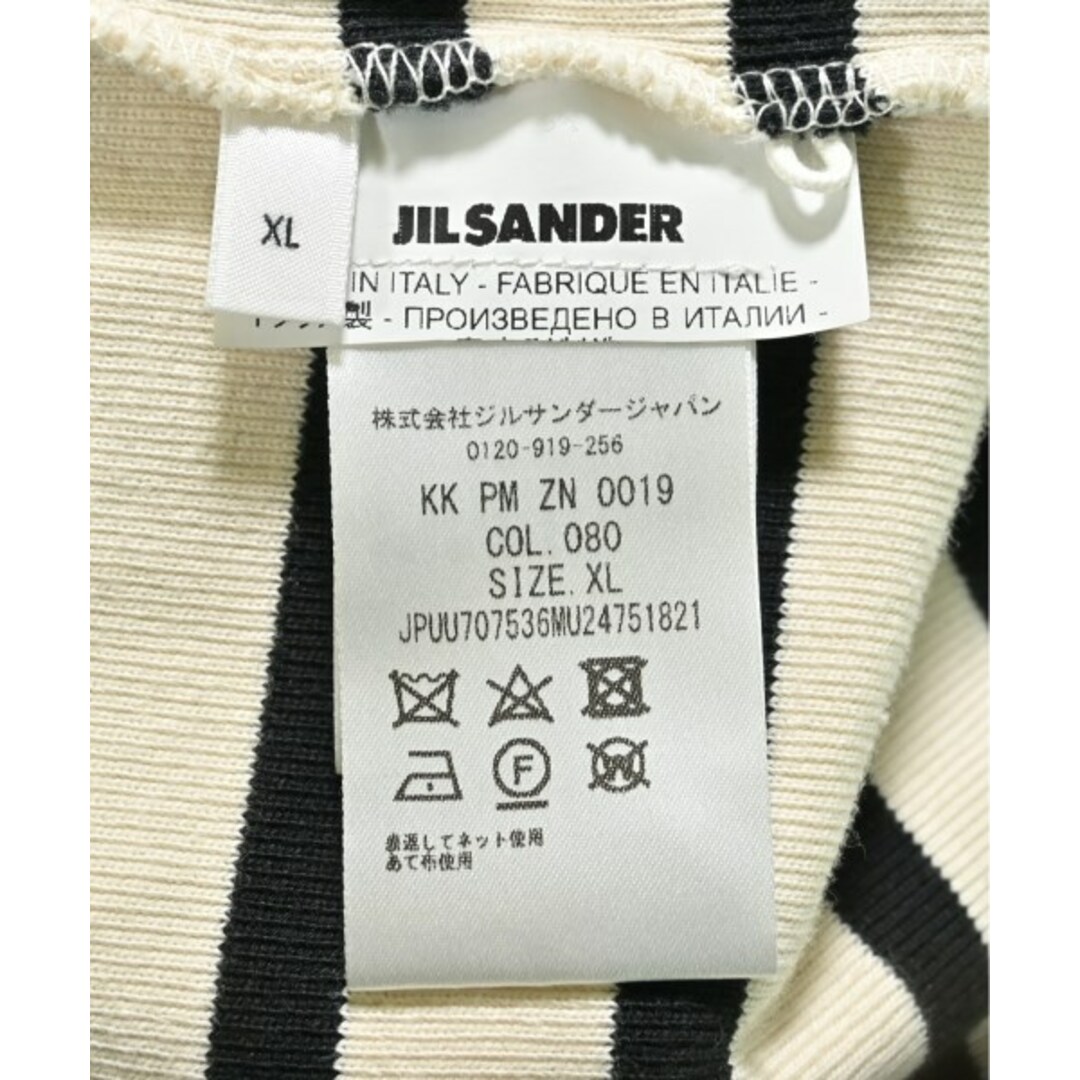 XL
JIL SANDER
IN ITALY - FABRIQUE EN ITALIE -
製 - ПРОИЗВЕДЕНО В ИТАЛИИ -
株式会社ジルサンダージャパン
0120-919-256
KK PM ZN 0019
COL. 080
SIZE. XL
JPUU707536MU24751821
F
W
裏返してネット使用
あて布使用